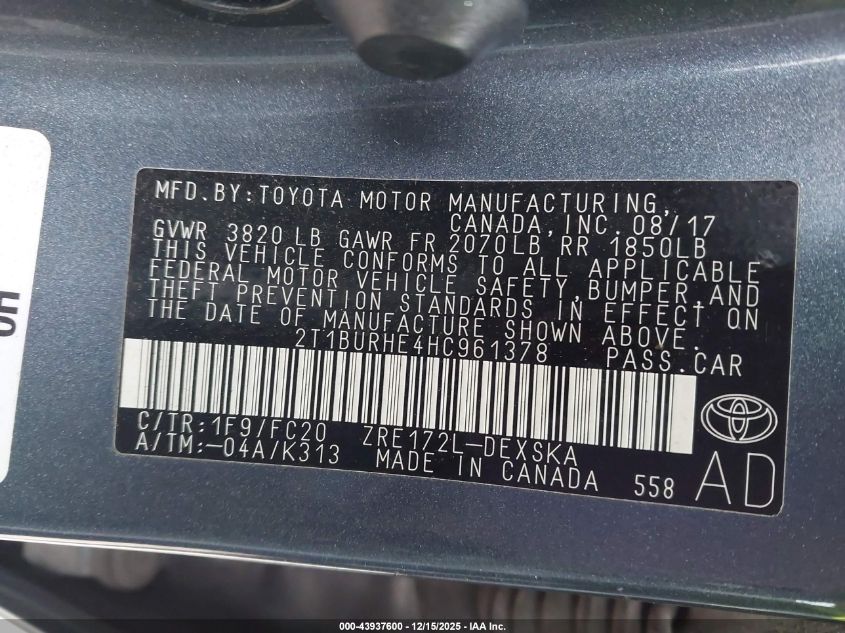 MFD.BY:TOYOTA MOTOR MANUFACTURING,
CANADA,INC. 08/17
GVWR 3820 LB GAWR FR 2070LB RR 1850LB
THIS VEHICLE CONFORMS TO ALL APPLICABLE
FEDERAL MOTOR VEHICLE SAFETY,BUMPER,AND
THEFT PREVENTION STANDARDS IN EFFECT ON
THE DATE OF MANUFACTURE SHOWN ABOVE.
2T1BURHE4HC961378 PASS.CAR
C/TR:1F9/FC20 ZRE172L-DEXSKA
A/TM:-04A/K313 MADE IN CANADA 558 AD
000-43937600 - 12/15/2025 - IAA Inc.